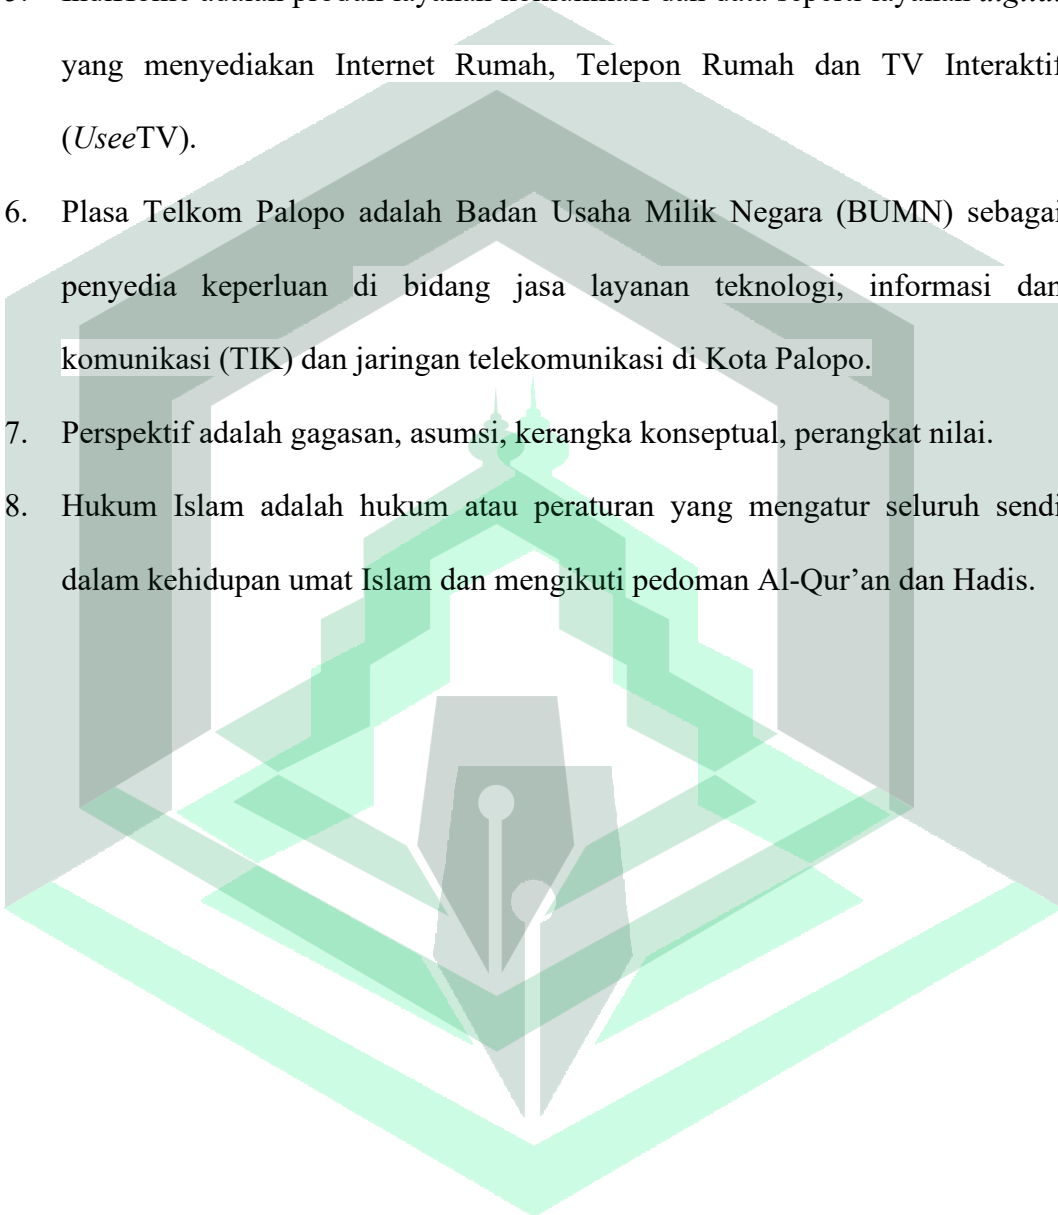 yang menyediakan Internet Rumah, Telepon Rumah dan TV Interaktif
(UseeTV).
6. Plasa Telkom Palopo adalah Badan Usaha Milik Negara (BUMN) sebagai
penyedia keperluan di bidang jasa layanan teknologi, informasi dan
komunikasi (TIK) dan jaringan telekomunikasi di Kota Palopo.
7. Perspektif adalah gagasan, asumsi, kerangka konseptual, perangkat nilai.
8. Hukum Islam adalah hukum atau peraturan yang mengatur seluruh sendi
dalam kehidupan umat Islam dan mengikuti pedoman Al-Qur’an dan Hadis.